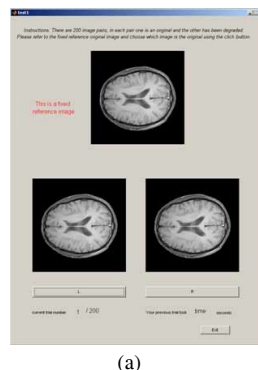 test1
Instructions. There are 200 image pairs, in each pair one is an original and the other has been degraded.
Please refer to the fixed reference original image and choose which image is the original using the click button.
This is a fixed
reference image
L R
current trial number: 1 / 200 Your previous trial took time seconds
Exit
(a)